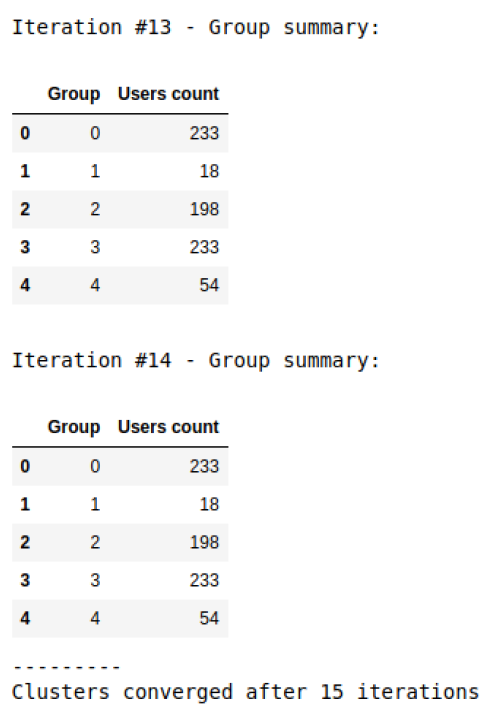 Iteration #13 - Group summary:
Group Users count
0 0 233
1 1 18
2 2 198
3 3 233
4 4 54
Iteration #14 - Group summary:
Group Users count
0 0 233
1 1 18
2 2 198
3 3 233
4 4 54
---------
Clusters converged after 15 iterations